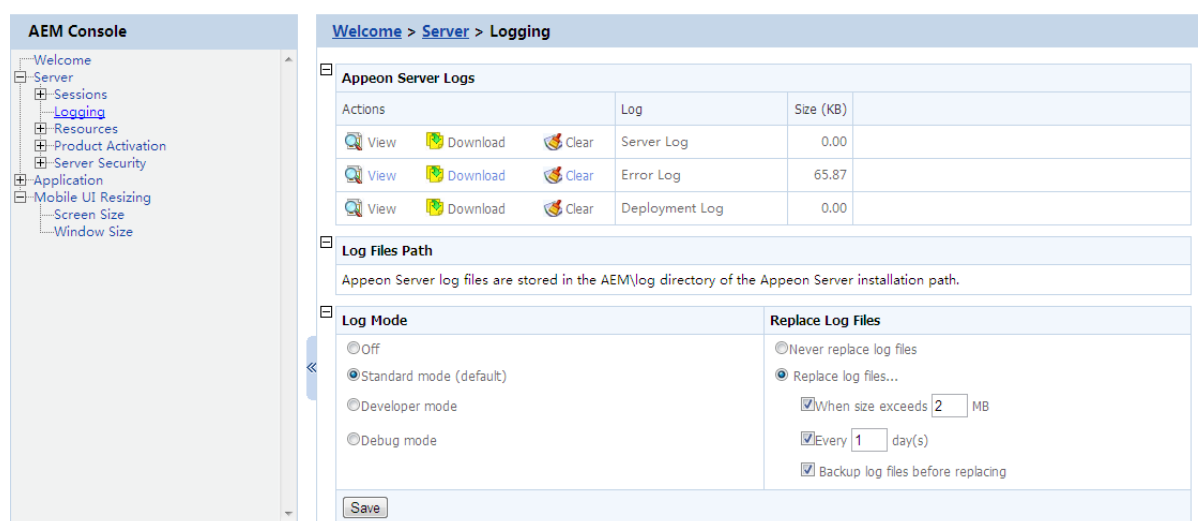 AEM Console
Welcome
Server
Sessions
Logging
Resources
Product Activation
Server Security
Application
Mobile UI Resizing
Screen Size
Window Size
Welcome > Server > Logging
Appeon Server Logs
Actions Log Size (KB)
View Download Clear Server Log 0.00
View Download Clear Error Log 65.87
View Download Clear Deployment Log 0.00
Log Files Path
Appeon Server log files are stored in the AEM\log directory of the Appeon Server installation path.
Log Mode Replace Log Files
Off Never replace log files
Standard mode (default) Replace log files...
Developer mode When size exceeds 2 MB
Debug mode Every 1 day(s)
Backup log files before replacing
Save